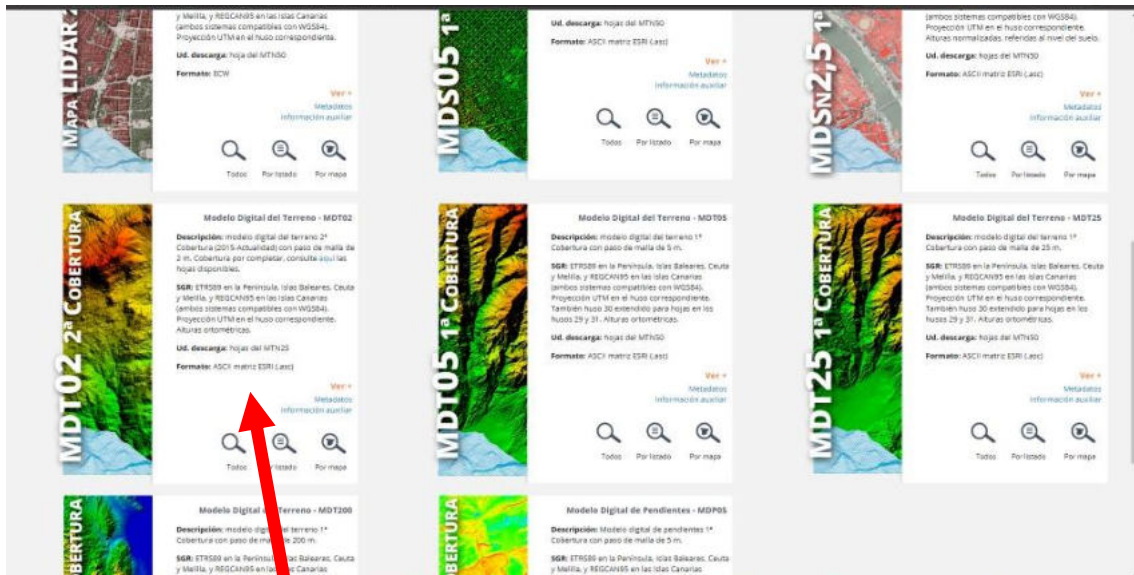 MAPA LIDAR
y Melilla, y REGCAN95 en las Islas Canarias
(ambos sistemas compatibles con WGS84).
Proyección UTM en el huso correspondiente.
Ud. descarga: hoja del MTN50
Formato: ECW
Ver +
Metadatos
Información auxiliar
Todos Por listado Por mapa
MDS05 1ª
Ud. descarga: hojas del MTN50
Formato: ASCII matriz ESRI (.asc)
Ver +
Metadatos
Información auxiliar
Todos Por listado Por mapa
MDSN2,5 1ª
(ambos sistemas compatibles con WGS84).
Proyección UTM en el huso correspondiente.
Alturas normalizadas, referidas al nivel del suelo.
Ud. descarga: hojas del MTN50
Formato: ASCII matriz ESRI (.asc)
Ver +
Metadatos
Información auxiliar
Todos Por listado Por mapa
MDT02 2ª COBERTURA
Modelo Digital del Terreno - MDT02
Descripción: modelo digital del terreno 2ª
Cobertura (2015-Actualidad) con paso de malla de
2 m. Cobertura por completar, consulte aquí las
hojas disponibles.
SGR: ETRS89 en la Península, Islas Baleares, Ceuta
y Melilla, y REGCAN95 en las Islas Canarias
(ambos sistemas compatibles con WGS84).
Proyección UTM en el huso correspondiente.
Alturas ortométricas.
Ud. descarga: hojas del MTN25
Formato: ASCII matriz ESRI (.asc)
Ver +
Metadatos
Información auxiliar
Todos Por listado Por mapa
MDT05 1ª COBERTURA
Modelo Digital del Terreno - MDT05
Descripción: modelo digital del terreno 1ª
Cobertura con paso de malla de 5 m.
SGR: ETRS89 en la Península, Islas Baleares, Ceuta
y Melilla, y REGCAN95 en las Islas Canarias
(ambos sistemas compatibles con WGS84).
Proyección UTM en el huso correspondiente.
También huso 30 extendido para hojas en los
husos 29 y 31. Alturas ortométricas.
Ud. descarga: hojas del MTN50
Formato: ASCII matriz ESRI (.asc)
Ver +
Metadatos
Información auxiliar
Todos Por listado Por mapa
MDT25 1ª COBERTURA
Modelo Digital del Terreno - MDT25
Descripción: modelo digital del terreno 1ª
Cobertura con paso de malla de 25 m.
SGR: ETRS89 en la Península, Islas Baleares, Ceuta
y Melilla, y REGCAN95 en las Islas Canarias
(ambos sistemas compatibles con WGS84).
Proyección UTM en el huso correspondiente.
También huso 30 extendido para hojas en los
husos 29 y 31. Alturas ortométricas.
Ud. descarga: hojas del MTN50
Formato: ASCII matriz ESRI (.asc)
Ver +
Metadatos
Información auxiliar
Todos Por listado Por mapa
Modelo Digital del Terreno - MDT200
Descripción: modelo digital del terreno 1ª
Cobertura con paso de malla de 200 m.
SGR: ETRS89 en la Península, Islas Baleares, Ceuta
y Melilla, y REGCAN95 en las Islas Canarias
BERTURA
Modelo Digital de Pendientes - MDP05
Descripción: Modelo digital de pendientes 1ª
Cobertura con paso de malla de 5 m.
SGR: ETRS89 en la Península, Islas Baleares, Ceuta
y Melilla, y REGCAN95 en las Islas Canarias